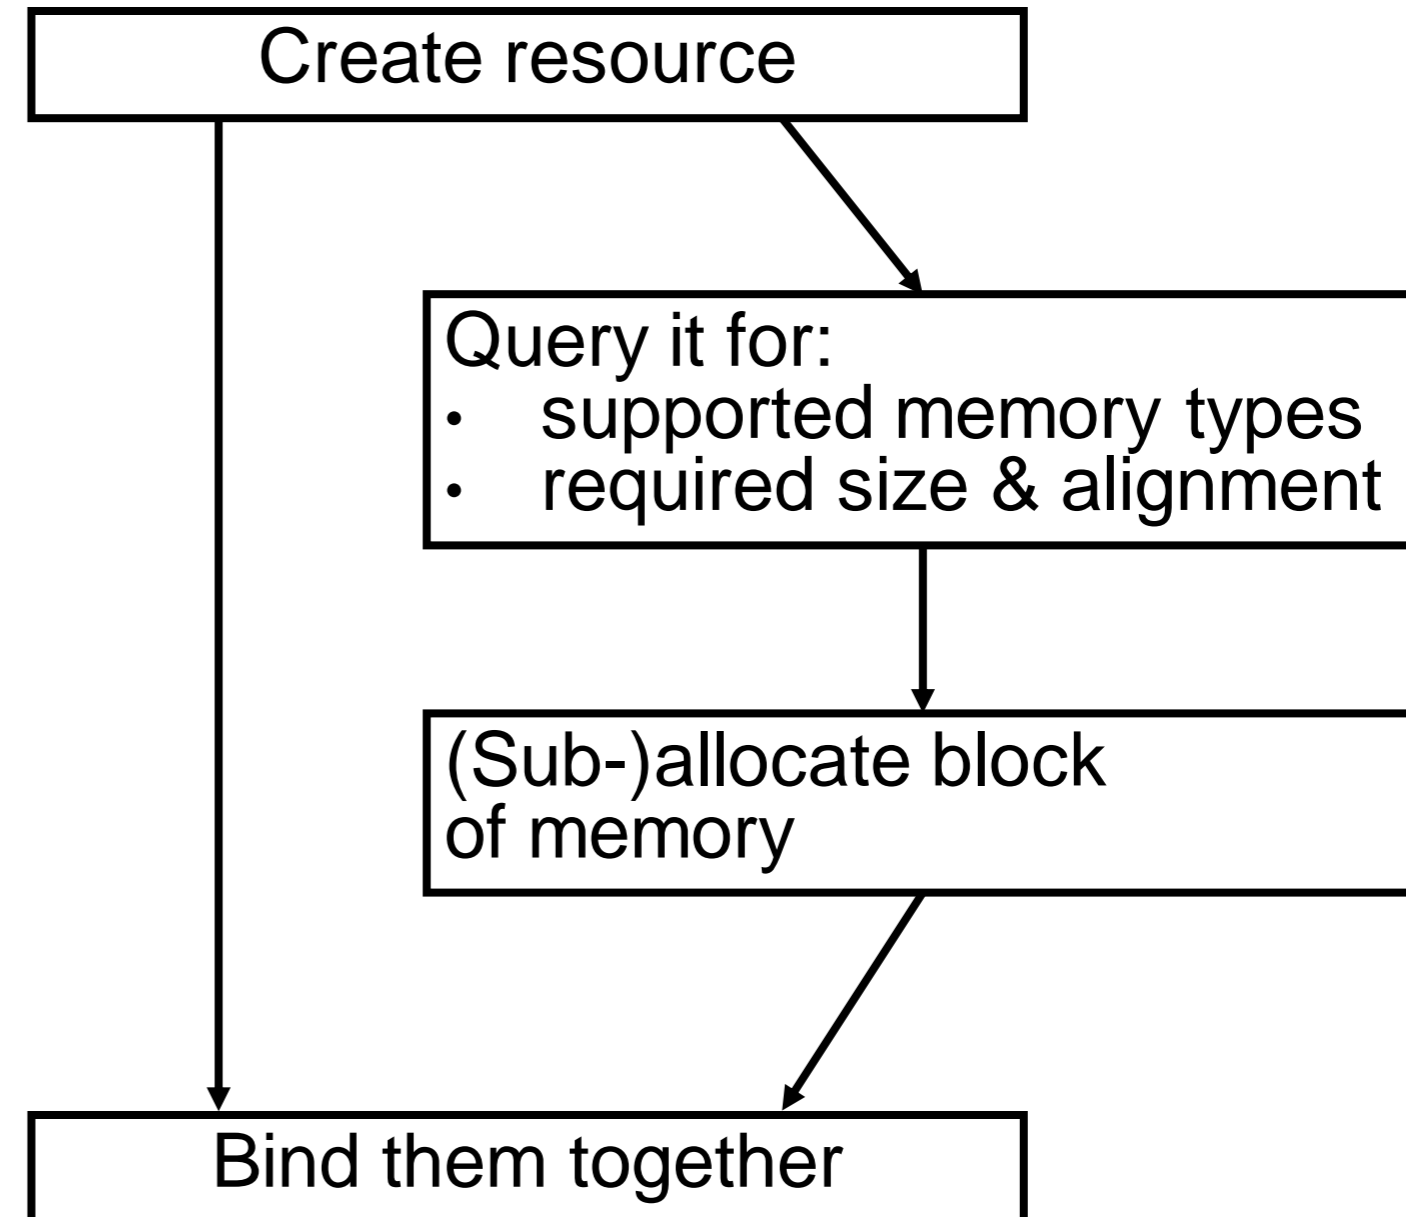 Create resource
Query it for:
• supported memory types
• required size & alignment
(Sub-)allocate block
of memory
Bind them together